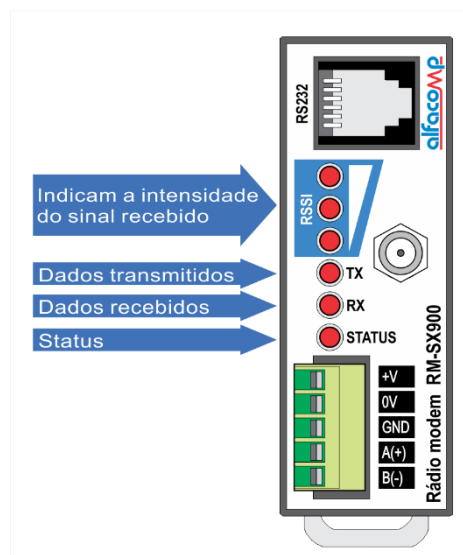 RS232
alfacomp
Indicam a intensidade
do sinal recebido
RSSI
Dados transmitidos
TX
Dados recebidos
RX
Status
STATUS
+V
0V
GND
A(+)
B(-)
Rádio modem RM-SX900